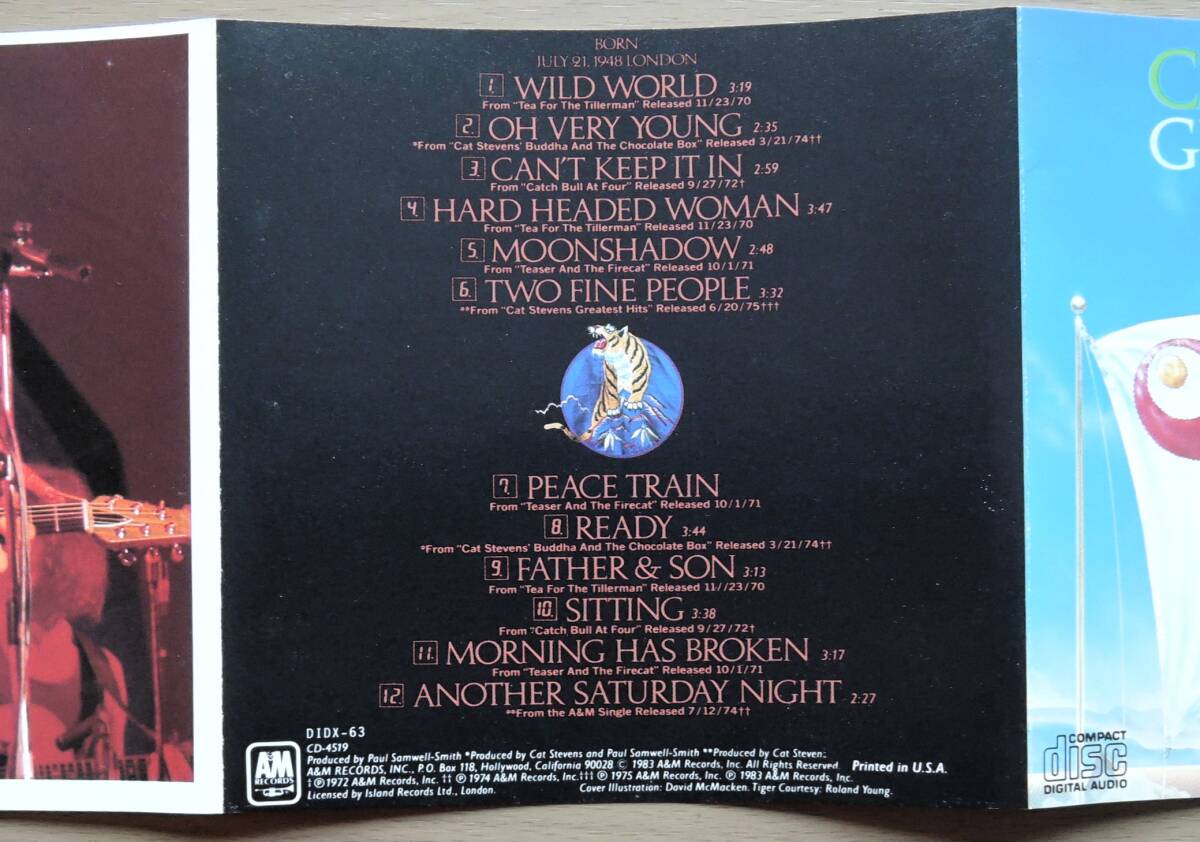 BORN
JULY 21, 1948 LONDON
1. WILD WORLD 3:19
From "Tea For The Tillerman" Released 11/23/70
2. OH VERY YOUNG 2:35
*From "Cat Stevens' Buddha And The Chocolate Box" Released 3/21/74††
3. CAN'T KEEP IT IN 2:59
From "Catch Bull At Four" Released 9/27/72†
4. HARD HEADED WOMAN 3:47
From "Tea For The Tillerman" Released 11/23/70
5. MOONSHADOW 2:48
From "Teaser And The Firecat" Released 10/1/71
6. TWO FINE PEOPLE 3:32
**From "Cat Stevens Greatest Hits" Released 6/20/75†††
7. PEACE TRAIN
From "Teaser And The Firecat" Released 10/1/71
8. READY 3:44
*From "Cat Stevens' Buddha And The Chocolate Box" Released 3/21/74††
9. FATHER & SON 3:13
From "Tea For The Tillerman" Released 11/23/70
10. SITTING 3:38
From "Catch Bull At Four" Released 9/27/72†
11. MORNING HAS BROKEN 3:17
From "Teaser And The Firecat" Released 10/1/71
12. ANOTHER SATURDAY NIGHT 2:27
**From the A&M Single Released 7/12/74††
DIDX-63
CD-4519
Produced by Paul Samwell-Smith *Produced by Cat Stevens and Paul Samwell-Smith **Produced by Cat Stevens
A&M RECORDS, INC., P.O. Box 118, Hollywood, California 90028 © 1983 A&M Records, Inc. All Rights Reserved. Printed in U.S.A.
† ℗ 1972 A&M Records, Inc. †† ℗ 1974 A&M Records, Inc. ††† ℗ 1975 A&M Records, Inc. ℗ 1983 A&M Records, Inc.
Licensed by Island Records Ltd., London. Cover Illustration: David McMacken. Tiger Courtesy: Roland Young.
A&M
RECORDS
C
G
COMPACT
disc
DIGITAL AUDIO